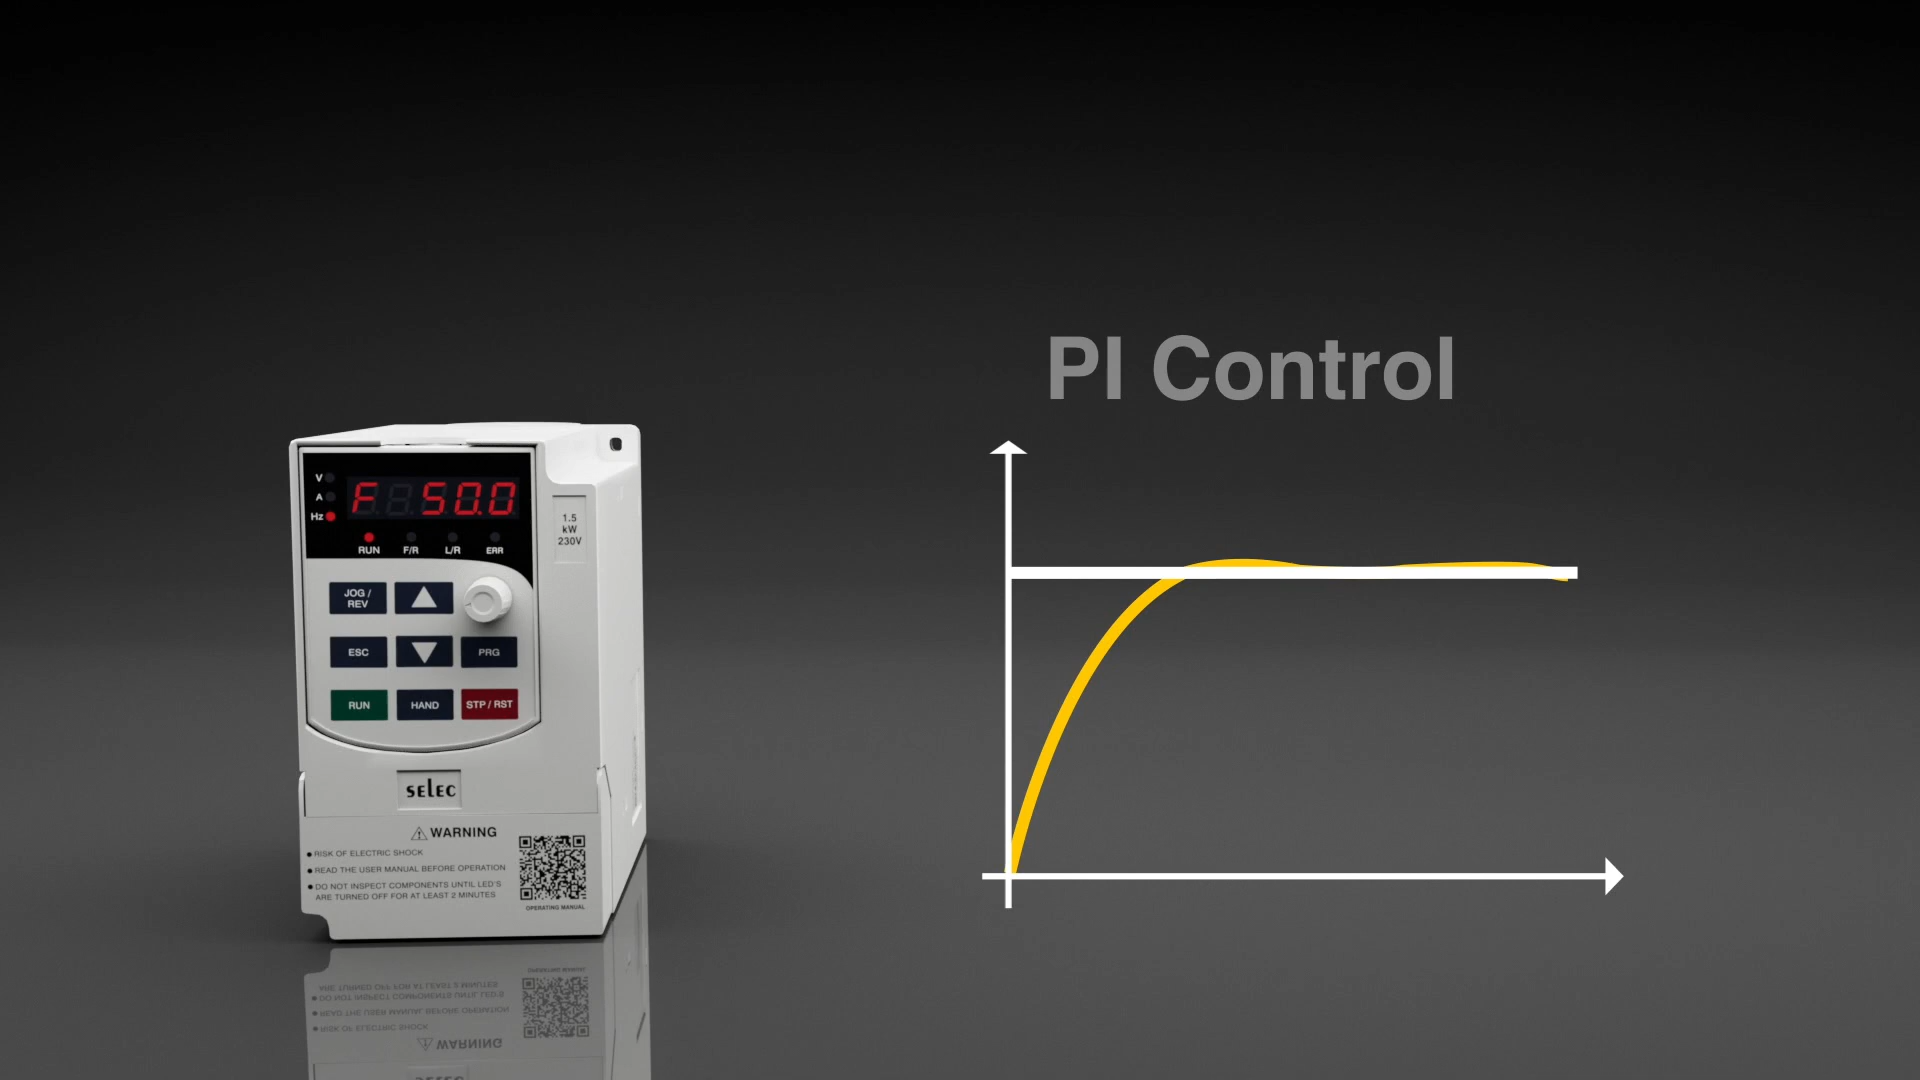 PI Control
V
A
Hz
F 50.0
RUN F/R L/R ERR
1.5
kW
230V
JOG /
REV
ESC
PRG
RUN
HAND
STP / RST
selec
WARNING
RISK OF ELECTRIC SHOCK
READ THE USER MANUAL BEFORE OPERATION
DO NOT INSPECT COMPONENTS UNTIL LED'S
ARE TURNED OFF FOR AT LEAST 2 MINUTES
OPERATING MANUAL